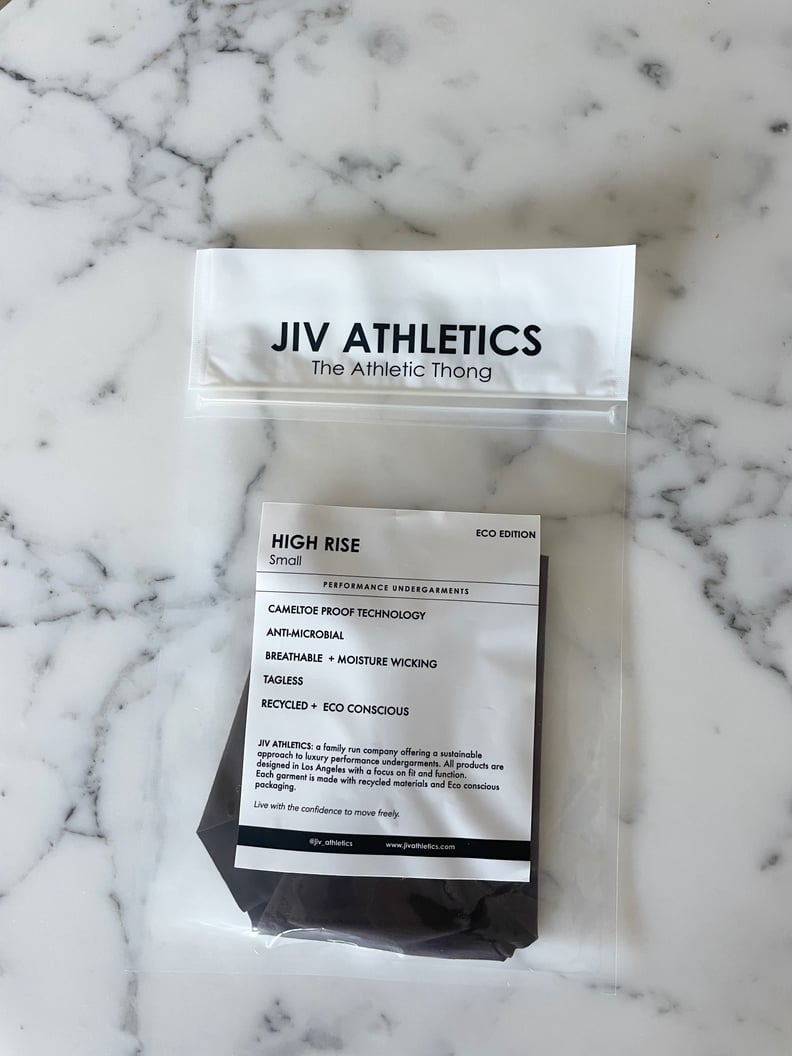 JIV ATHLETICS
The Athletic Thong
HIGH RISE
ECO EDITION
Small
PERFORMANCE UNDERGARMENTS
CAMELTOE PROOF TECHNOLOGY
ANTI-MICROBIAL
BREATHABLE + MOISTURE WICKING
TAGLESS
RECYCLED + ECO CONSCIOUS
JIV ATHLETICS: a family run company offering a sustainable
approach to luxury performance undergarments. All products are
designed in Los Angeles with a focus on fit and function.
Each garment is made with recycled materials and Eco conscious
packaging.
Live with the confidence to move freely.
@jiv_athletics www.jivathletics.com